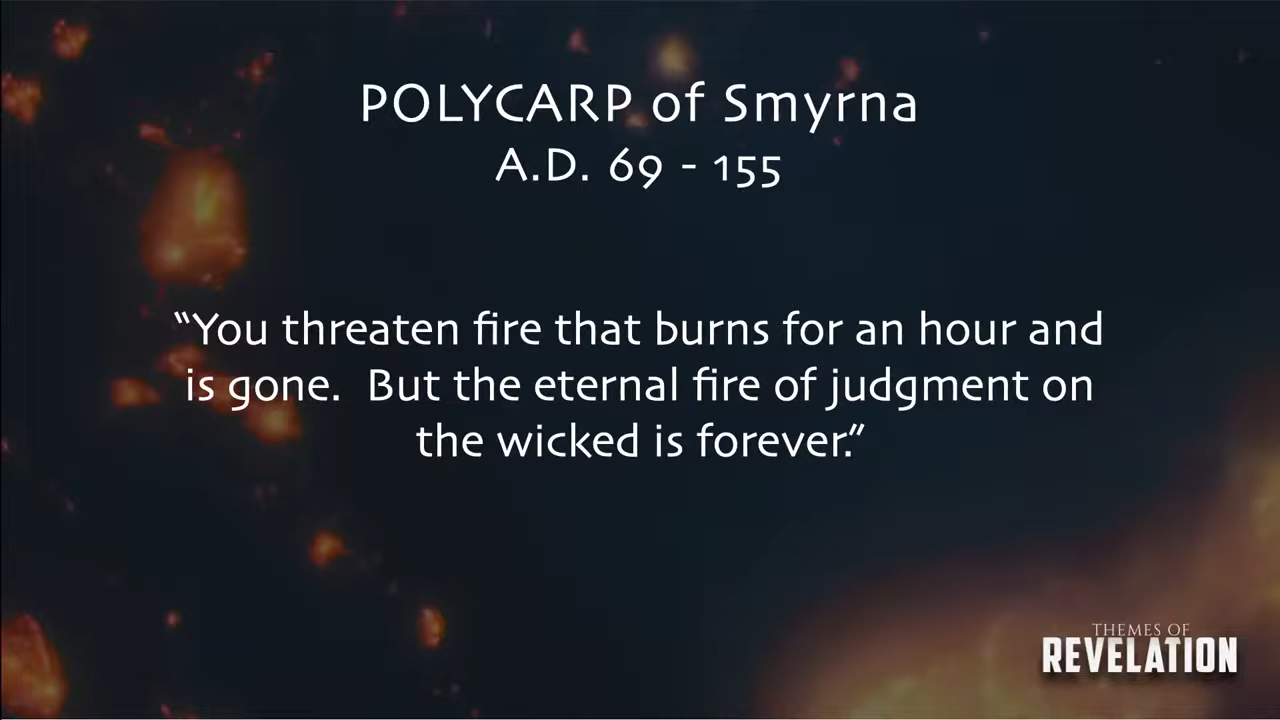 POLYCARP of Smyrna
A.D. 69 - 155
“You threaten fire that burns for an hour and
is gone.  But the eternal fire of judgment on
the wicked is forever.”
THEMES OF
REVELATION